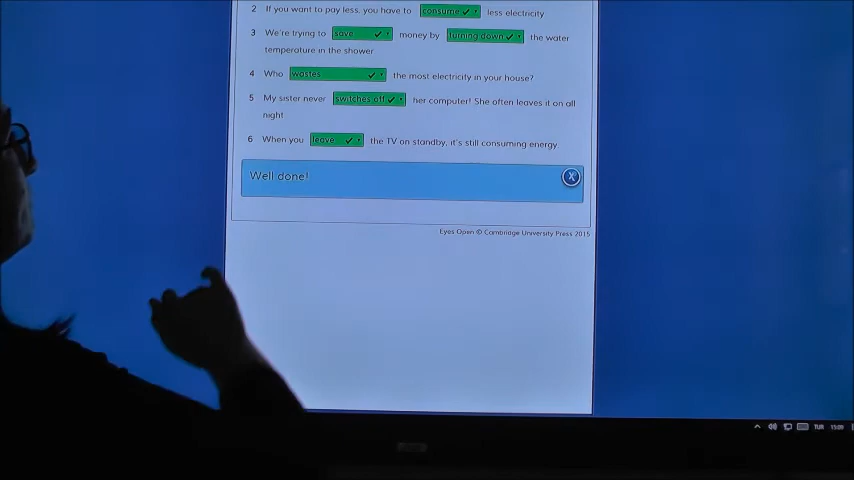 2 If you want to pay less, you have to consume ✓ less electricity
3 We're trying to save ✓ money by turning down ✓ the water
temperature in the shower
4 Who wastes ✓ the most electricity in your house?
5 My sister never switches off ✓ her computer! She often leaves it on all
night
6 When you leave ✓ the TV on standby, it's still consuming energy
Well done! X
Eyes Open © Cambridge University Press 2015
TUR 15:09